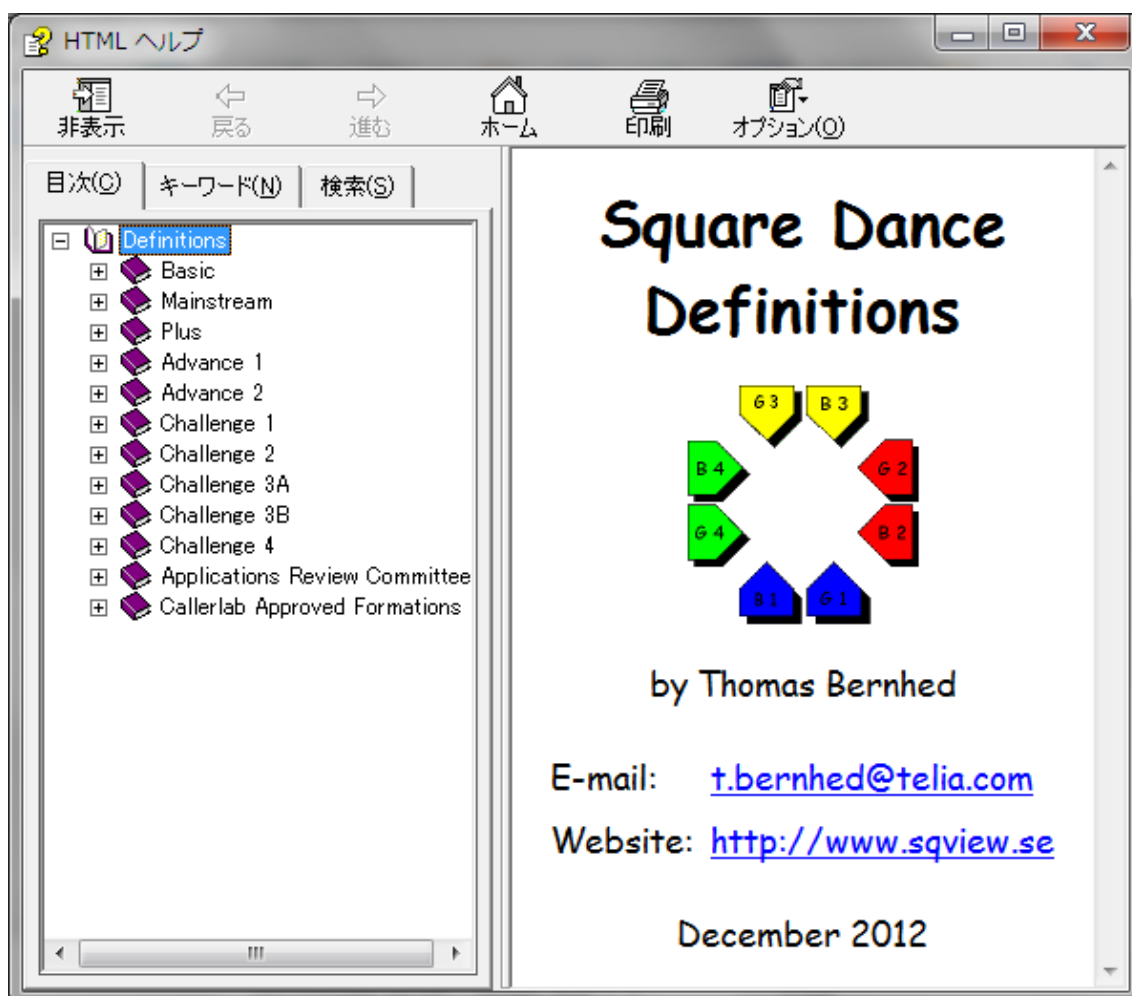 HTML ヘルプ
非表示 戻る 進む ホーム 印刷 オプション(O)
目次(C) キーワード(N) 検索(S)
Definitions
Basic
Mainstream
Plus
Advance 1
Advance 2
Challenge 1
Challenge 2
Challenge 3A
Challenge 3B
Challenge 4
Applications Review Committee
Callerlab Approved Formations
Square Dance
Definitions
G 3 B 3
B 4 G 2
G 4 B 2
B 1 G 1
by Thomas Bernhed
E-mail: t.bernhed@telia.com
Website: http://www.sqview.se
December 2012